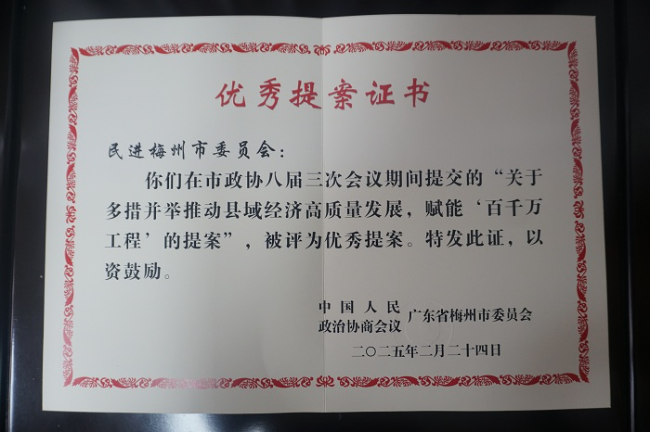 优秀提案证书
民进梅州市委员会：
你们在市政协八届三次会议期间提交的“关于
多措并举推动县域经济高质量发展，赋能‘百千万
工程’的提案”，被评为优秀提案。特发此证，以
资鼓励。
中国人民
政治协商会议 广东省梅州市委员会
二〇二五年二月二十四日